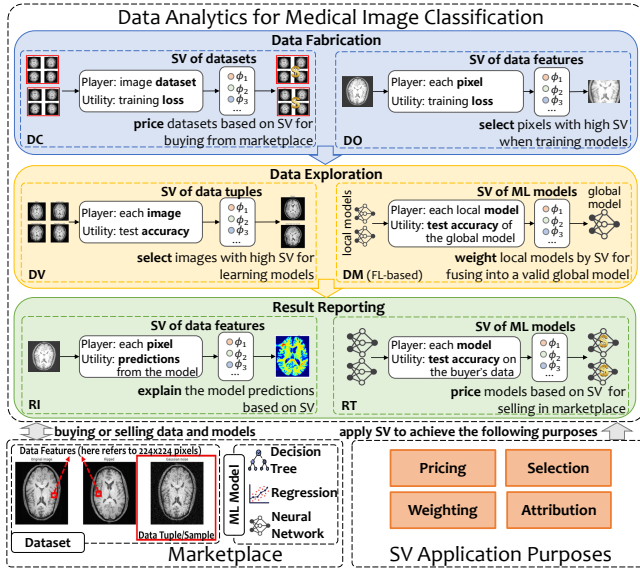 Data Analytics for Medical Image Classification
Data Fabrication
SV of datasets
Player: image dataset
Utility: training loss
ϕ1
ϕ2
ϕ3
...
price datasets based on SV for
buying from marketplace
DC
SV of data features
Player: each pixel
Utility: training loss
ϕ1
ϕ2
ϕ3
...
select pixels with high SV
when training models
DO
Data Exploration
SV of data tuples
Player: each image
Utility: test accuracy
ϕ1
ϕ2
ϕ3
...
select images with high SV for
learning models
DV
SV of ML models
local models
Player: each local model
Utility: test accuracy of
the global model
ϕ1
ϕ2
ϕ3
...
global
model
weight local models by SV for
fusing into a valid global model
DM (FL-based)
Result Reporting
SV of data features
Player: each pixel
Utility: predictions
from the model
ϕ1
ϕ2
ϕ3
...
explain the model predictions
based on SV
RI
SV of ML models
Player: each model
Utility: test accuracy on
the buyer's data
ϕ1
ϕ2
ϕ3
...
price models based on SV for
selling in marketplace
RT
buying or selling data and models
apply SV to achieve the following purposes
Data Features (here refers to 224x224 pixels)
Original Image
Flipped
Gaussian Noise
Data Tuple/Sample
Dataset
ML Model
Decision
Tree
Regression
Neural
Network
Marketplace
Pricing
Selection
Weighting
Attribution
SV Application Purposes